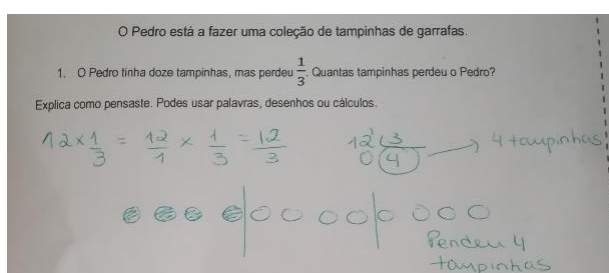 O Pedro está a fazer uma coleção de tampinhas de garrafas.
1. O Pedro tinha doze tampinhas, mas perdeu 1/3. Quantas tampinhas perdeu o Pedro?
Explica como pensaste. Podes usar palavras, desenhos ou cálculos.
12 x 1/3 = 12/1 x 1/3 = 12/3
12' 3
0 4 → 4 tampinhas
Perdeu 4
tampinhas